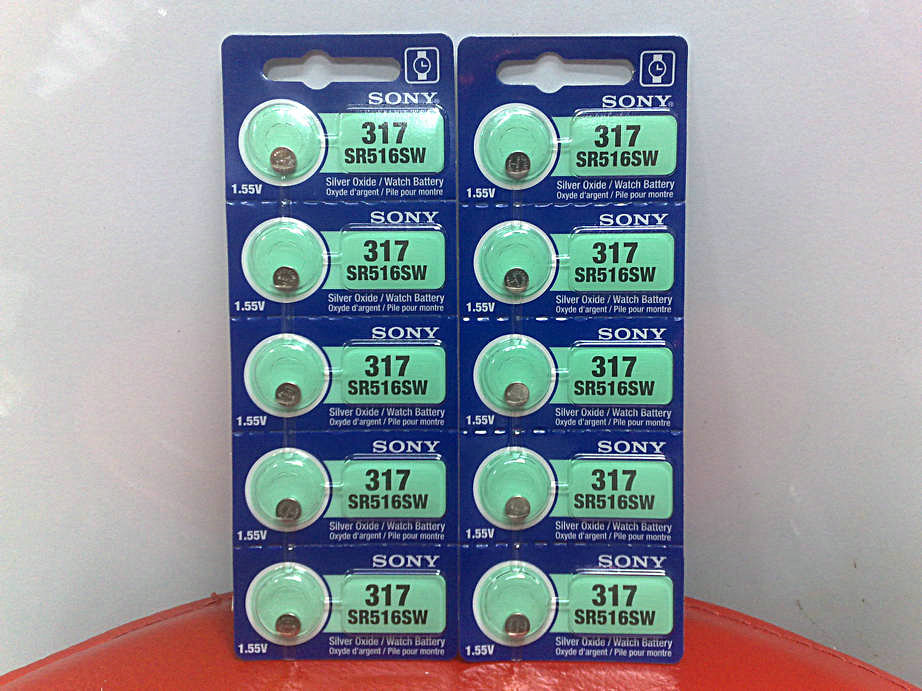 SONY
317
SR516SW
1.55V
Silver Oxide / Watch Battery
Oxyde d'argent / Pile pour montre
SONY
317
SR516SW
1.55V
Silver Oxide / Watch Battery
Oxyde d'argent / Pile pour montre
SONY
317
SR516SW
1.55V
Silver Oxide / Watch Battery
Oxyde d'argent / Pile pour montre
SONY
317
SR516SW
1.55V
Silver Oxide / Watch Battery
Oxyde d'argent / Pile pour montre
SONY
317
SR516SW
1.55V
Silver Oxide / Watch Battery
Oxyde d'argent / Pile pour montre
SONY
317
SR516SW
1.55V
Silver Oxide / Watch Battery
Oxyde d'argent / Pile pour montre
SONY
317
SR516SW
1.55V
Silver Oxide / Watch Battery
Oxyde d'argent / Pile pour montre
SONY
317
SR516SW
1.55V
Silver Oxide / Watch Battery
Oxyde d'argent / Pile pour montre
SONY
317
SR516SW
1.55V
Silver Oxide / Watch Battery
Oxyde d'argent / Pile pour montre
SONY
317
SR516SW
1.55V
Silver Oxide / Watch Battery
Oxyde d'argent / Pile pour montre